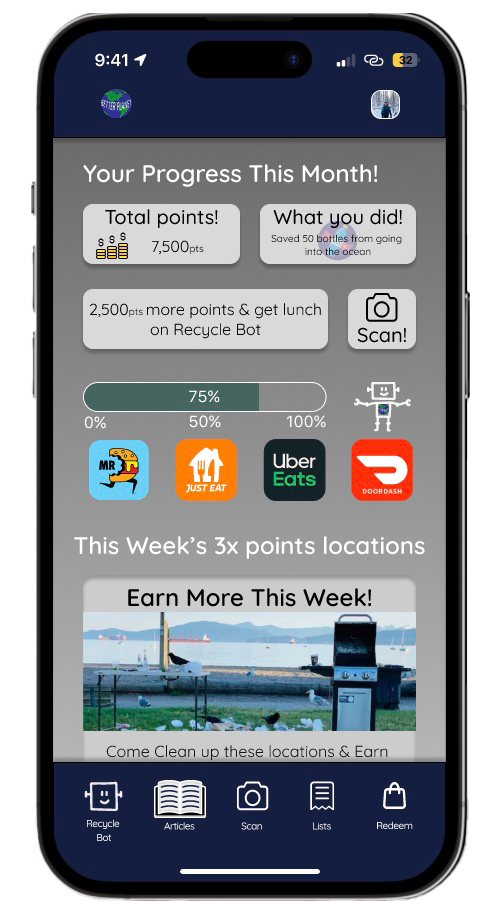 9:41
32
BETTER PLANET
Your Progress This Month!
Total points!
$ $ $
7,500pts
What you did!
Saved 50 bottles from going
into the ocean
2,500pts more points & get lunch
on Recycle Bot
Scan!
75%
0% 50% 100%
MR
JUST EAT
Uber
Eats
DOORDASH
This Week's 3x points locations
Earn More This Week!
Come Clean up these locations & Earn
Recycle
Bot
Articles
Scan
Lists
Redeem